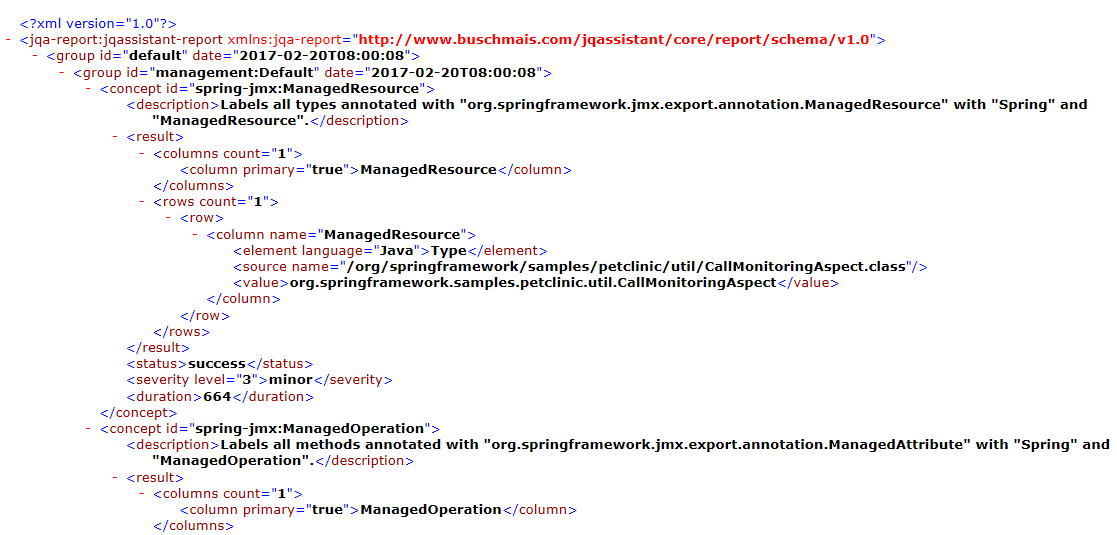 <?xml version="1.0"?>
- <jqa-report:jqassistant-report xmlns:jqa-report="http://www.buschmais.com/jqassistant/core/report/schema/v1.0">
- <group id="default" date="2017-02-20T08:00:08">
- <group id="management:Default" date="2017-02-20T08:00:08">
- <concept id="spring-jmx:ManagedResource">
<description>Labels all types annotated with "org.springframework.jmx.export.annotation.ManagedResource" with "Spring" and
"ManagedResource".</description>
- <result>
- <columns count="1">
<column primary="true">ManagedResource</column>
</columns>
- <rows count="1">
- <row>
- <column name="ManagedResource">
<element language="Java">Type</element>
<source name="/org/springframework/samples/petclinic/util/CallMonitoringAspect.class"/>
<value>org.springframework.samples.petclinic.util.CallMonitoringAspect</value>
</column>
</row>
</rows>
</result>
<status>success</status>
<severity level="3">minor</severity>
<duration>664</duration>
</concept>
- <concept id="spring-jmx:ManagedOperation">
<description>Labels all methods annotated with "org.springframework.jmx.export.annotation.ManagedAttribute" with "Spring" and
"ManagedOperation".</description>
- <result>
- <columns count="1">
<column primary="true">ManagedOperation</column>
</columns>